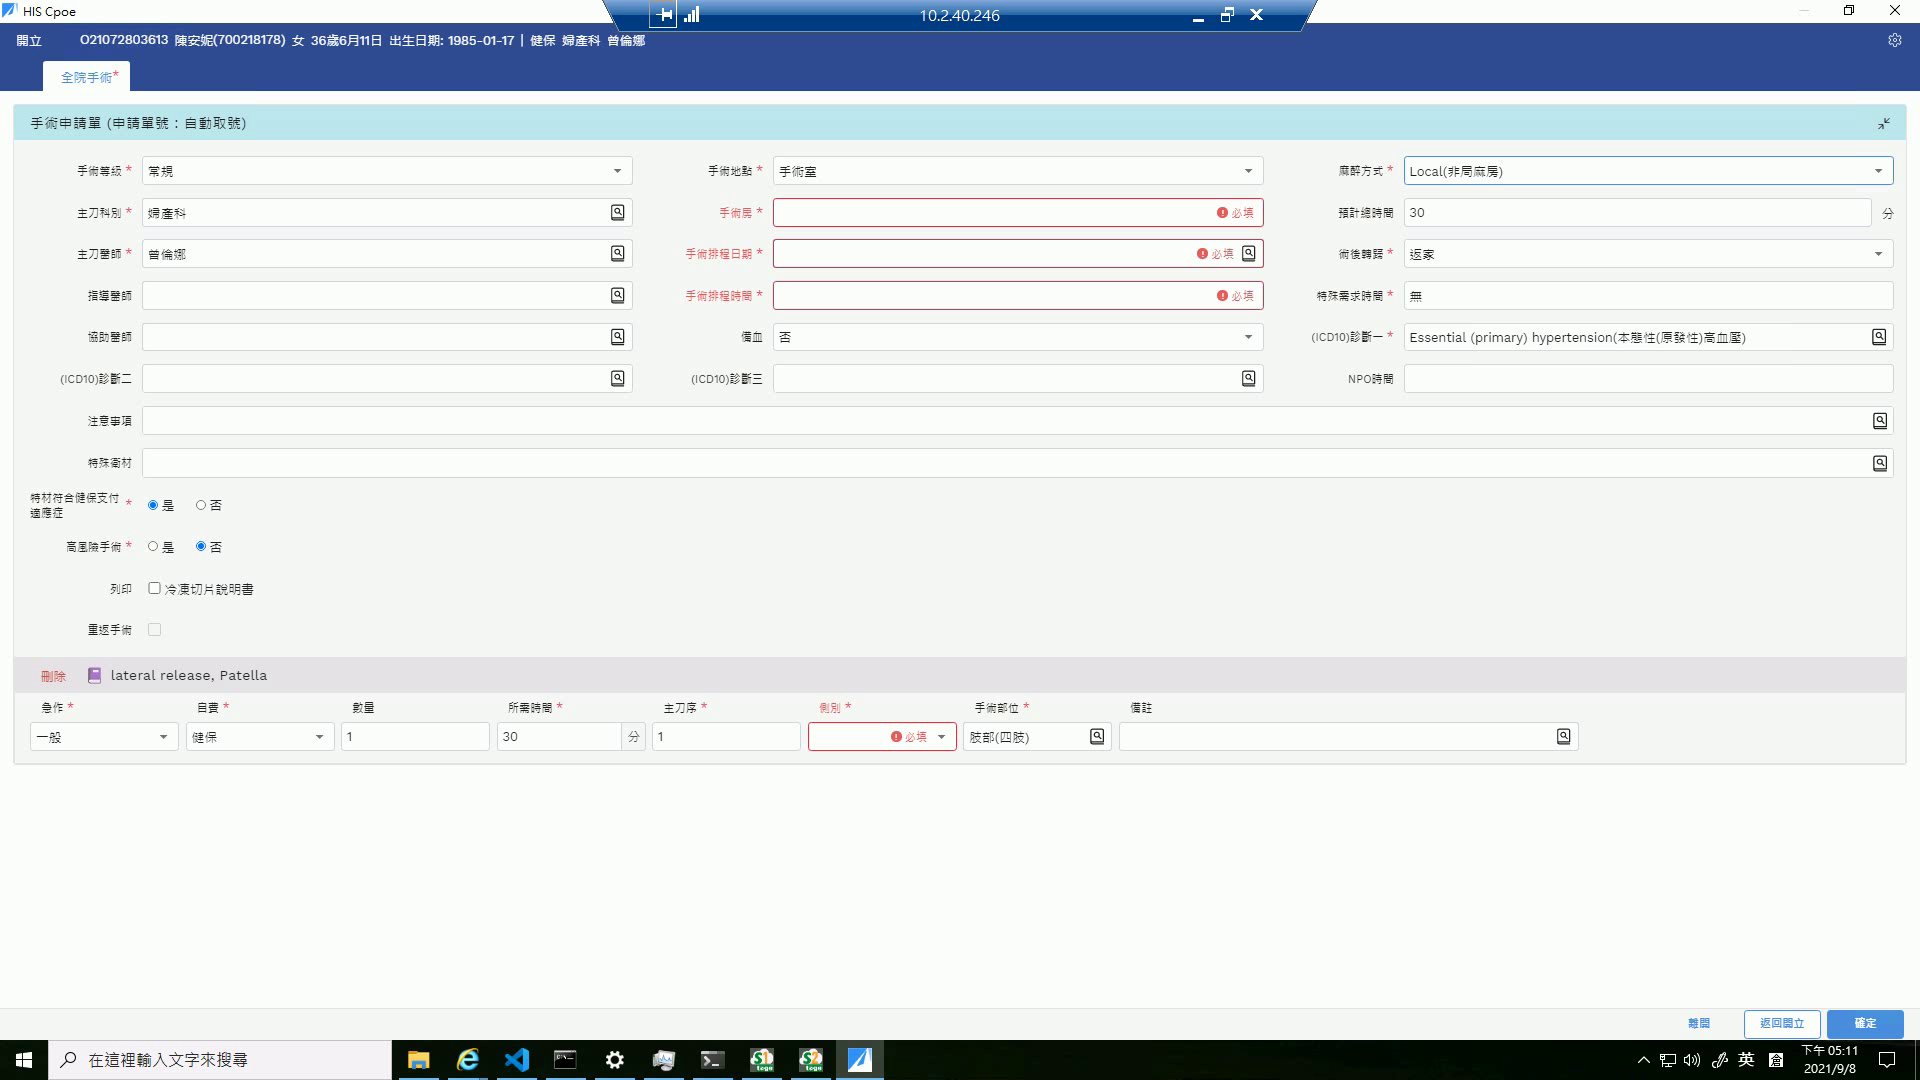 HIS Cpoe
10.2.40.246
開立 O21072803613 陳安妮(700218178) 女 36歲6月11日 出生日期: 1985-01-17 | 健保 婦產科 曾倫娜
全院手術*
手術申請單 (申請單號：自動取號)
手術等級 * 常規 手術地點 * 手術室 麻醉方式 * Local(非局麻房)
主刀科別 * 婦產科 手術房 * 必填 預計總時間 30 分
主刀醫師 * 曾倫娜 手術排程日期 * 必填 術後轉歸 * 返家
指導醫師 手術排程時間 * 必填 特殊需求時間 * 無
協助醫師 備血 否 (ICD10)診斷一 * Essential (primary) hypertension(本態性(原發性)高血壓)
(ICD10)診斷二 (ICD10)診斷三 NPO時間
注意事項
特殊衛材
特材符合健保支付適應症 * 是 否
高風險手術 * 是 否
列印 冷凍切片說明書
重返手術
刪除 lateral release, Patella
急作 * 自費 * 數量 所需時間 * 主刀序 * 側別 * 手術部位 * 備註
一般 健保 1 30 分 1 必填 肢部(四肢)
離開 返回開立 確定
在這裡輸入文字來搜尋
S1
togo
S2
togo
英
下午 05:11
2021/9/8